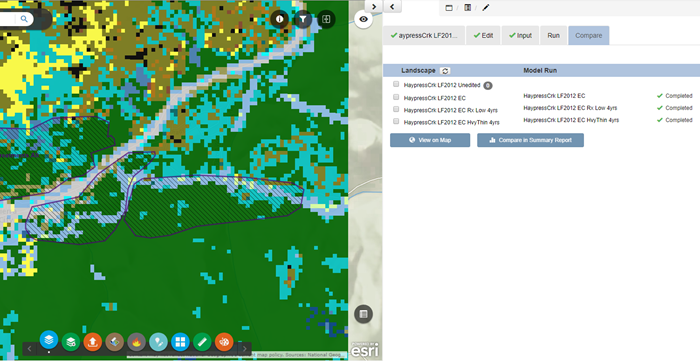 aypressCrk LF201... Edit Input Run Compare
Landscape Model Run
HaypressCrk LF2012 Unedited 0
HaypressCrk LF2012 EC HaypressCrk LF2012 EC Completed
HaypressCrk LF2012 EC Rx Low 4yrs HaypressCrk LF2012 EC Rx Low 4yrs Completed
HaypressCrk LF2012 EC HvyThin 4yrs HaypressCrk LF2012 EC HvyThin 4yrs Completed
View on Map Compare in Summary Report
esri
map policy. Sources: National Geog